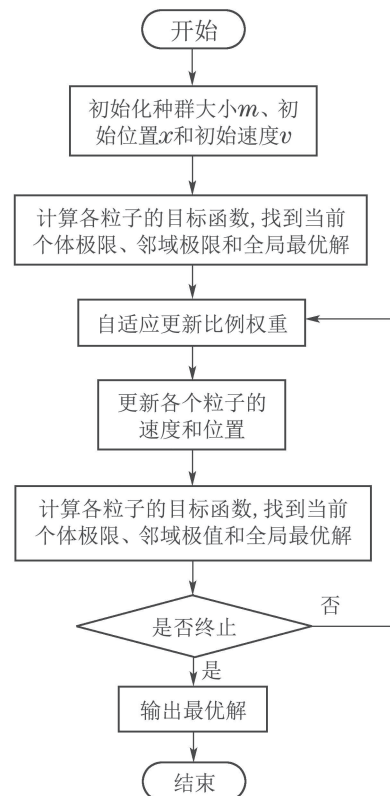 开始
初始化种群大小m、初
始位置x和初始速度v
计算各粒子的目标函数,找到当前
个体极限、邻域极限和全局最优解
自适应更新比例权重
更新各个粒子的
速度和位置
计算各粒子的目标函数,找到当前
个体极限、邻域极值和全局最优解
否
是否终止
是
输出最优解
结束